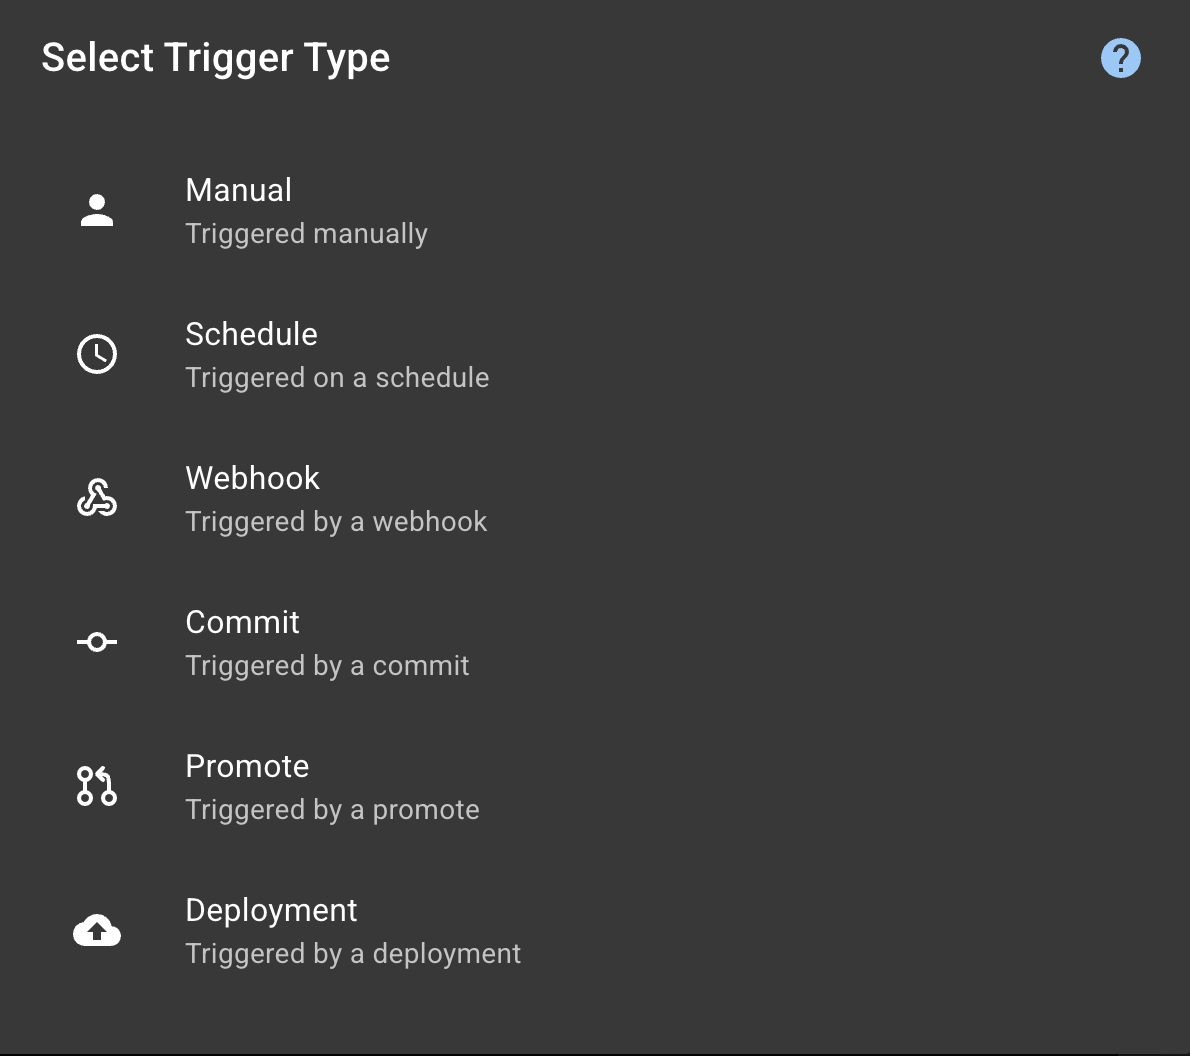 Select Trigger Type
?
Manual
Triggered manually
Schedule
Triggered on a schedule
Webhook
Triggered by a webhook
Commit
Triggered by a commit
Promote
Triggered by a promote
Deployment
Triggered by a deployment